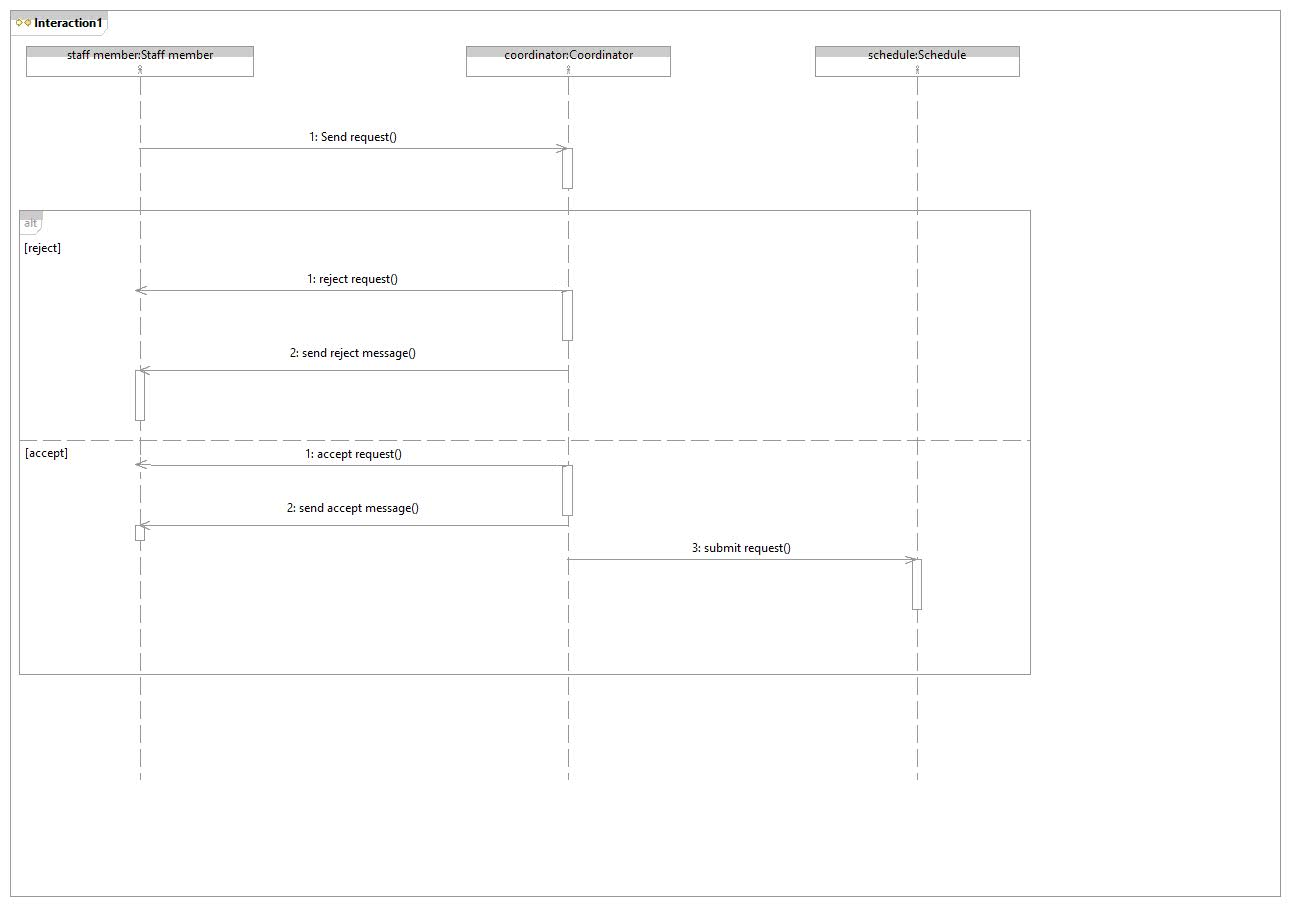 Interaction1
staff member:Staff member
coordinator:Coordinator
schedule:Schedule
1: Send request()
alt
[reject]
1: reject request()
2: send reject message()
[accept]
1: accept request()
2: send accept message()
3: submit request()